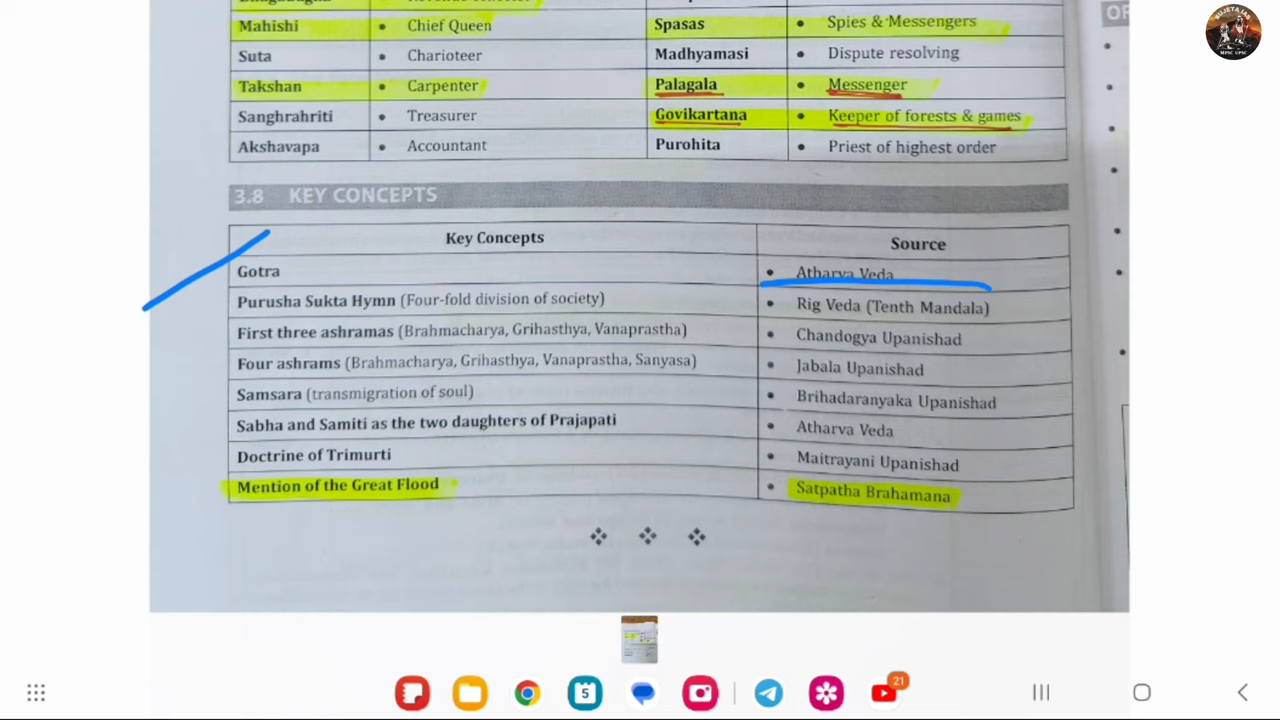 Mahishi • Chief Queen Spasas • Spies & Messengers
Suta • Charioteer Madhyamasi • Dispute resolving
Takshan • Carpenter Palagala • Messenger
Sanghrahriti • Treasurer Govikartana • Keeper of forests & games
Akshavapa • Accountant Purohita • Priest of highest order
3.8 KEY CONCEPTS
Key Concepts Source
Gotra • Atharva Veda
Purusha Sukta Hymn (Four-fold division of society) • Rig Veda (Tenth Mandala)
First three ashramas (Brahmacharya, Grihasthya, Vanaprastha) • Chandogya Upanishad
Four ashrams (Brahmacharya, Grihasthya, Vanaprastha, Sanyasa) • Jabala Upanishad
Samsara (transmigration of soul) • Brihadaranyaka Upanishad
Sabha and Samiti as the two daughters of Prajapati • Atharva Veda
Doctrine of Trimurti • Maitrayani Upanishad
Mention of the Great Flood • Satpatha Brahamana
OR
MPSC UPSC
5
21